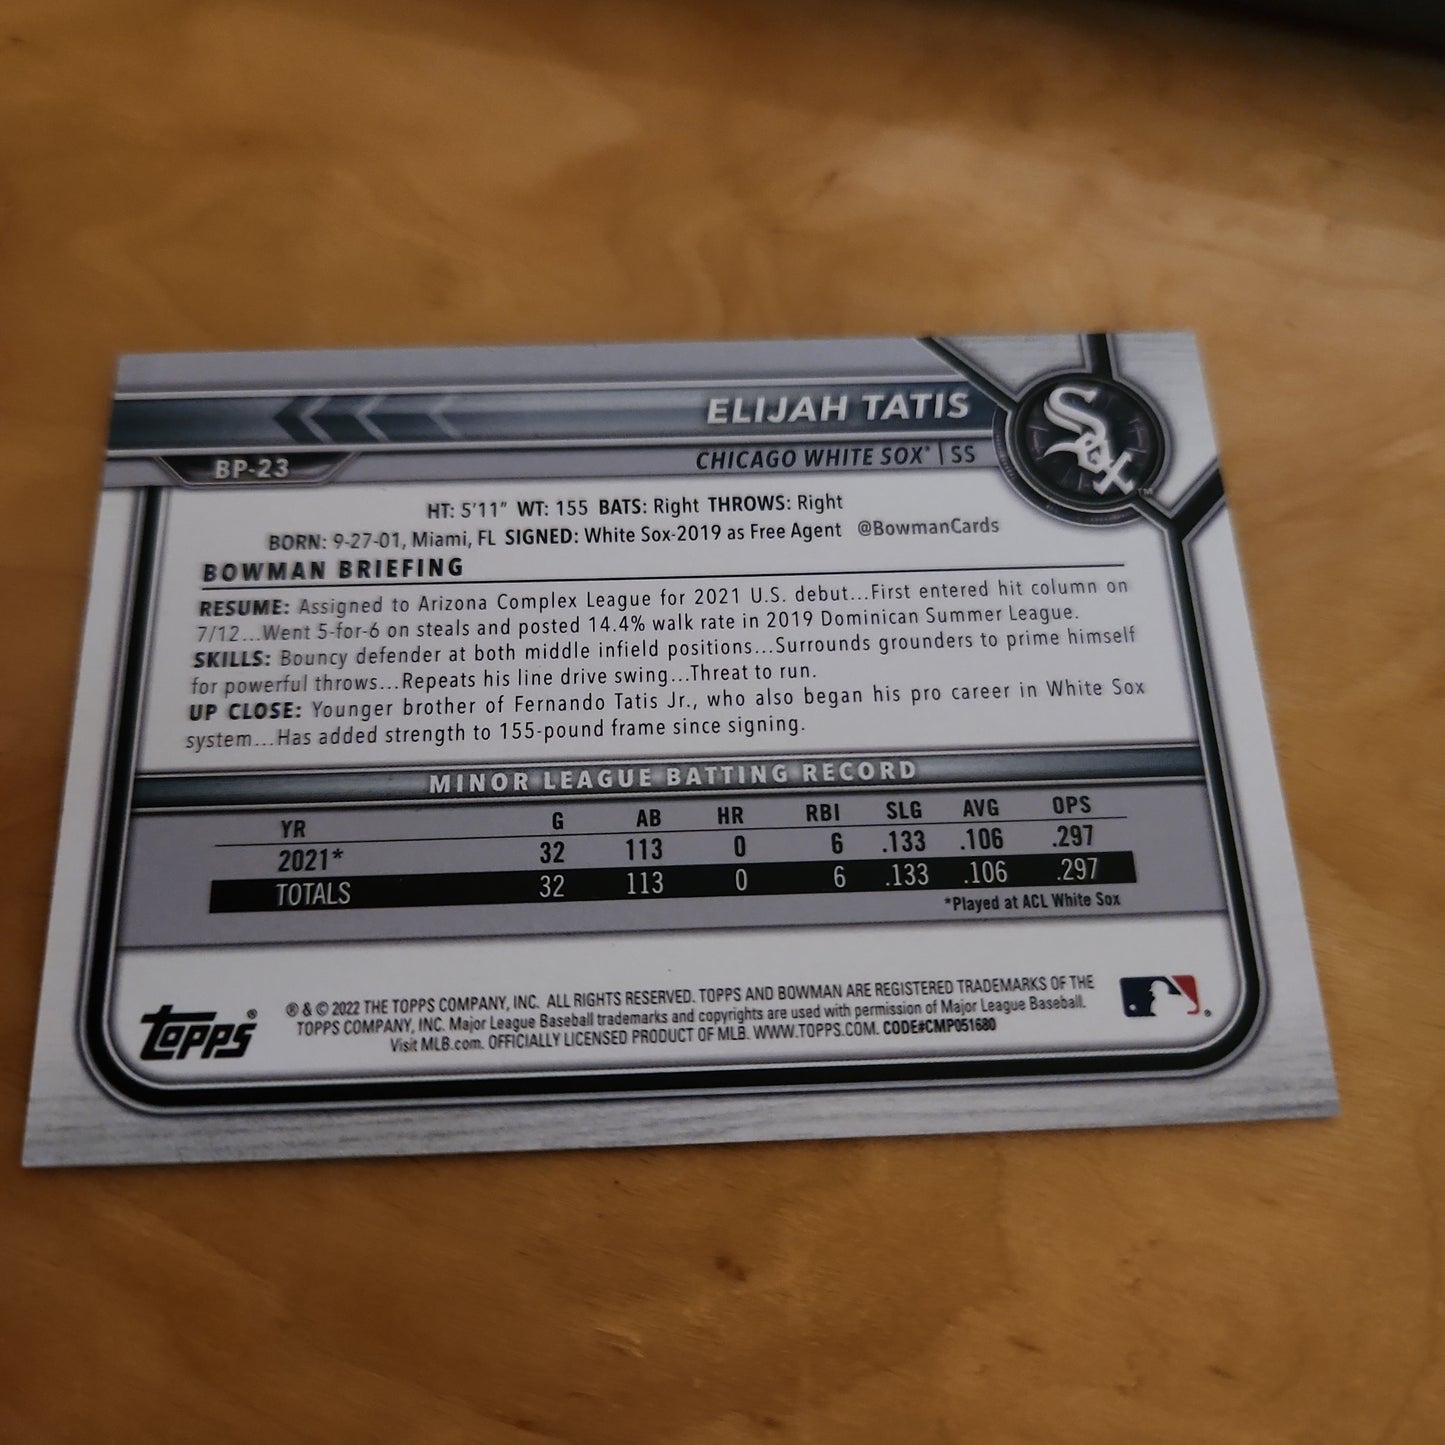 ELIJAH TATIS
Sox™
BP-23
CHICAGO WHITE SOX® | SS
HT: 5'11" WT: 155 BATS: Right THROWS: Right
BORN: 9-27-01, Miami, FL SIGNED: White Sox-2019 as Free Agent @BowmanCards
BOWMAN BRIEFING
RESUME: Assigned to Arizona Complex League for 2021 U.S. debut...First entered hit column on
7/12...Went 5-for-6 on steals and posted 14.4% walk rate in 2019 Dominican Summer League.
SKILLS: Bouncy defender at both middle infield positions...Surrounds grounders to prime himself
for powerful throws...Repeats his line drive swing...Threat to run.
UP CLOSE: Younger brother of Fernando Tatis Jr., who also began his pro career in White Sox
system...Has added strength to 155-pound frame since signing.
MINOR LEAGUE BATTING RECORD
YR G AB HR RBI SLG AVG OPS
2021* 32 113 0 6 .133 .106 .297
TOTALS 32 113 0 6 .133 .106 .297
*Played at ACL White Sox
topps®
® & © 2022 THE TOPPS COMPANY, INC. ALL RIGHTS RESERVED. TOPPS AND BOWMAN ARE REGISTERED TRADEMARKS OF THE
TOPPS COMPANY, INC. Major League Baseball trademarks and copyrights are used with permission of Major League Baseball.
Visit MLB.com. OFFICIALLY LICENSED PRODUCT OF MLB. WWW.TOPPS.COM. CODE#CMP051680